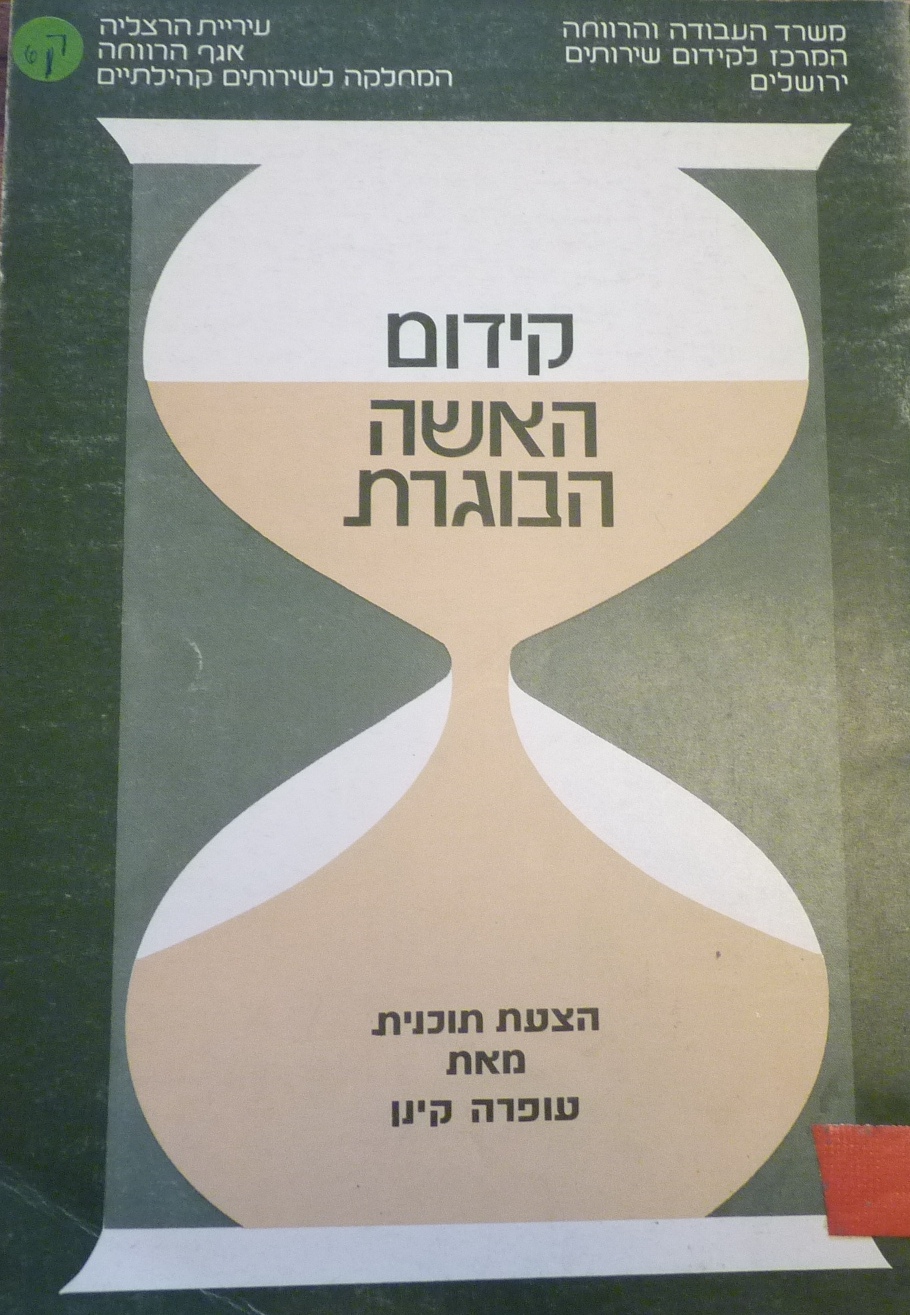 משרד העבודה והרווחה
המרכז לקידום שירותים
ירושלים
עיריית הרצליה
אגף הרווחה
המחלקה לשירותים קהילתיים
קידום
האשה
הבוגרת
הצעת תוכנית
מאת
עופרה קינן